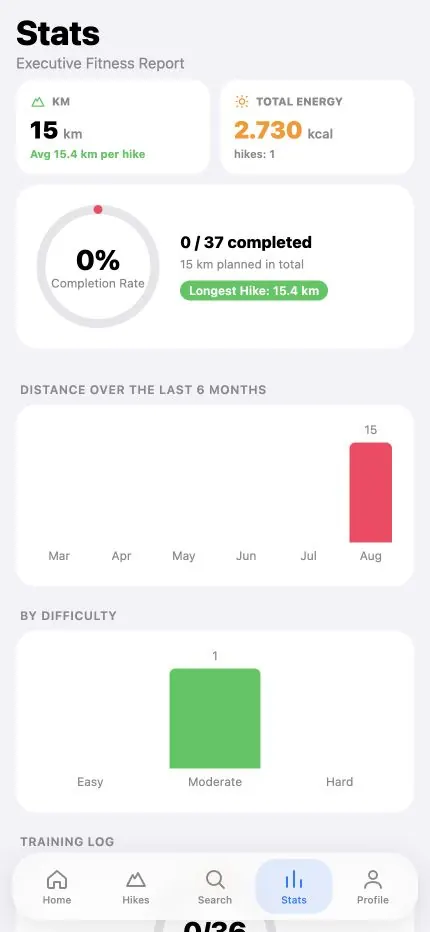 Stats
Executive Fitness Report
KM
15 km
Avg 15.4 km per hike
TOTAL ENERGY
2.730 kcal
hikes: 1
0%
Completion Rate
0 / 37 completed
15 km planned in total
Longest Hike: 15.4 km
DISTANCE OVER THE LAST 6 MONTHS
15
Mar Apr May Jun Jul Aug
BY DIFFICULTY
1
Easy Moderate Hard
TRAINING LOG
Home Hikes Search Stats Profile
0/36